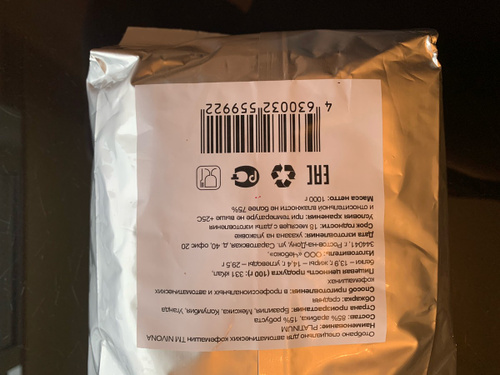 Отобрано специально для автоматических кофемашин ТМ NIVONA
Наименование: PLATINUM
Состав: 85% арабика, 15% робуста
Страна произрастания: Бразилия, Мексика, Колумбия, Уганда
Обжарка: средняя
Способ приготовления: в профессиональных и автоматических
кофемашинах
Пищевая ценность продукта (100 г): 331 кКал,
белки – 13,9 г, жиры – 14,4 г, углеводы – 29,5 г
Изготовитель: ООО
г. Ростов-на-Дону, ул. Саратовская, д. 40, офис 20
Дата изготовления: указана на упаковке
Срок годности: 18 месяцев с даты изготовления
Условия хранения: при температуре не выше +25С
и относительной влажности не более 75%
Масса нетто: 1000 г
EAC
РС
4 630032 559922